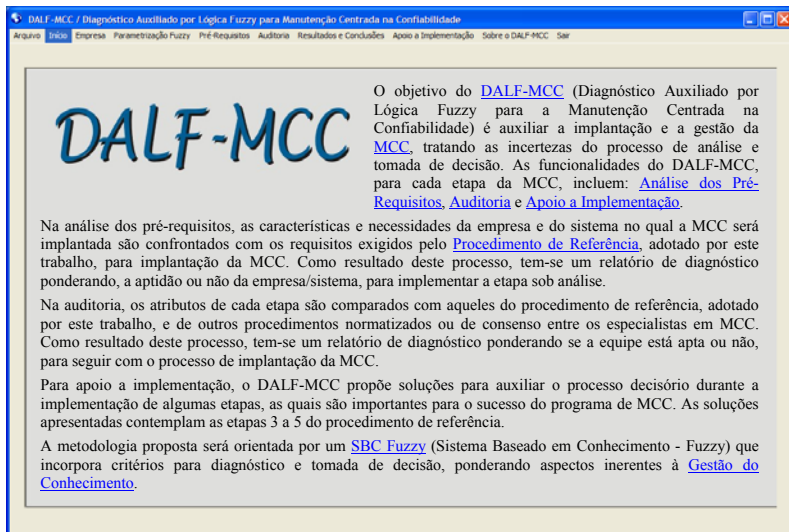 DALF-MCC / Diagnóstico Auxiliado por Lógica Fuzzy para Manutenção Centrada na Confiabilidade
Arquivo Início Empresa Parametrização Fuzzy Pré-Requisitos Auditoria Resultados e Conclusões Apoio a Implementação Sobre o DALF-MCC Sair
DALF-MCC
O objetivo do DALF-MCC (Diagnóstico Auxiliado por
Lógica Fuzzy para a Manutenção Centrada na
Confiabilidade) é auxiliar a implantação e a gestão da
MCC, tratando as incertezas do processo de análise e
tomada de decisão. As funcionalidades do DALF-MCC,
para cada etapa da MCC, incluem: Análise dos Pré-
Requisitos, Auditoria e Apoio a Implementação.
Na análise dos pré-requisitos, as características e necessidades da empresa e do sistema no qual a MCC será
implantada são confrontados com os requisitos exigidos pelo Procedimento de Referência, adotado por este
trabalho, para implantação da MCC. Como resultado deste processo, tem-se um relatório de diagnóstico
ponderando, a aptidão ou não da empresa/sistema, para implementar a etapa sob análise.
Na auditoria, os atributos de cada etapa são comparados com aqueles do procedimento de referência, adotado
por este trabalho, e de outros procedimentos normatizados ou de consenso entre os especialistas em MCC.
Como resultado deste processo, tem-se um relatório de diagnóstico ponderando se a equipe está apta ou não,
para seguir com o processo de implantação da MCC.
Para apoio a implementação, o DALF-MCC propõe soluções para auxiliar o processo decisório durante a
implementação de algumas etapas, as quais são importantes para o sucesso do programa de MCC. As soluções
apresentadas contemplam as etapas 3 a 5 do procedimento de referência.
A metodologia proposta será orientada por um SBC Fuzzy (Sistema Baseado em Conhecimento - Fuzzy) que
incorpora critérios para diagnóstico e tomada de decisão, ponderando aspectos inerentes à Gestão do
Conhecimento.